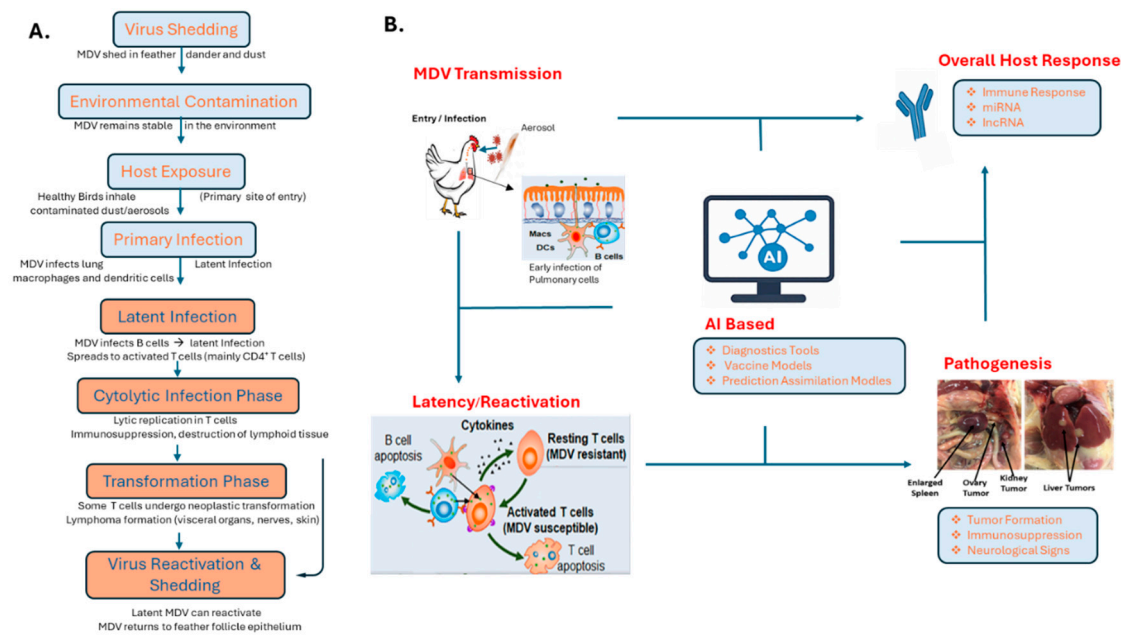 A.
Virus Shedding
MDV shed in feather dander and dust
Environmental Contamination
MDV remains stable in the environment
Host Exposure
Healthy Birds inhale (Primary site of entry)
contaminated dust/aerosols
Primary Infection
MDV infects lung Latent Infection
macrophages and dendritic cells
Latent Infection
MDV infects B cells → latent Infection
Spreads to activated T cells (mainly CD4⁺ T cells)
Cytolytic Infection Phase
Lytic replication in T cells
Immunosuppression, destruction of lymphoid tissue
Transformation Phase
Some T cells undergo neoplastic transformation
Lymphoma formation (visceral organs, nerves, skin)
Virus Reactivation &
Shedding
Latent MDV can reactivate
MDV returns to feather follicle epithelium
B.
MDV Transmission
Entry / Infection
Aerosol
Macs
DCs
B cells
Early infection of
Pulmonary cells
Overall Host Response
❖ Immune Response
❖ miRNA
❖ lncRNA
AI
AI Based
❖ Diagnostics Tools
❖ Vaccine Models
❖ Prediction Assimilation Modles
Latency/Reactivation
Cytokines
B cell
apoptosis
Resting T cells
(MDV resistant)
Activated T cells
(MDV susceptible)
T cell
apoptosis
Pathogenesis
Enlarged
Spleen
Ovary
Tumor
Kidney
Tumor
Liver Tumors
❖ Tumor Formation
❖ Immunosuppression
❖ Neurological Signs